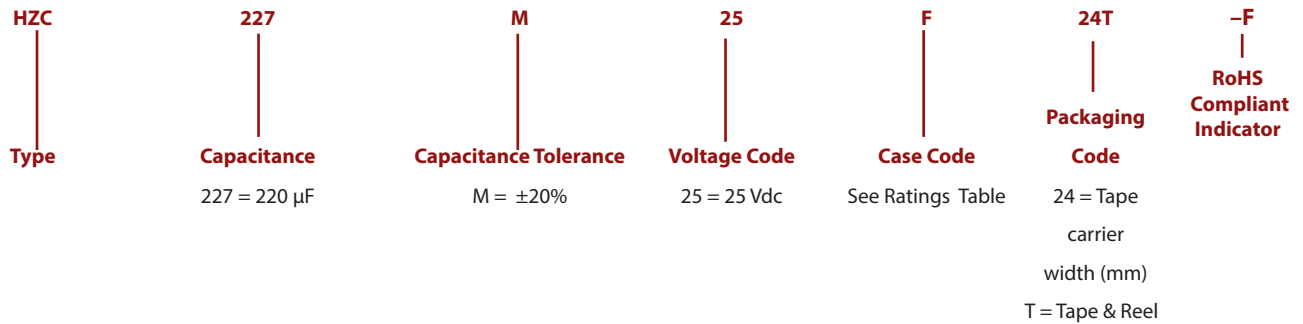 HZC 227 M 25 F 24T –F
RoHS
Compliant
Indicator
Packaging
Type Capacitance Capacitance Tolerance Voltage Code Case Code Code
227 = 220 µF M = ±20% 25 = 25 Vdc See Ratings Table 24 = Tape
carrier
width (mm)
T = Tape & Reel